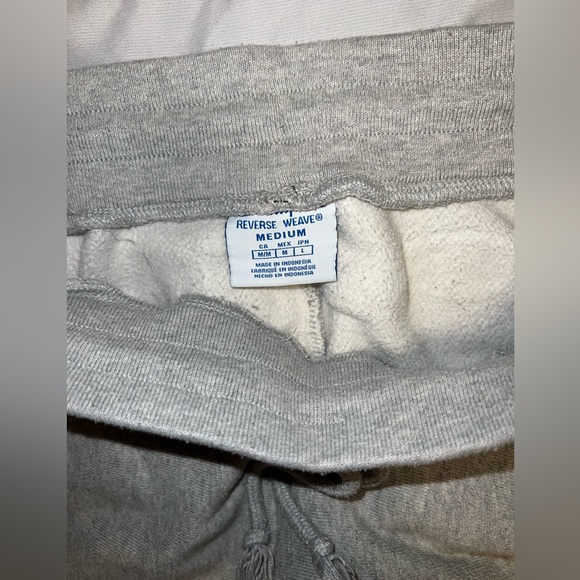 REVERSE WEAVE®
MEDIUM
CA MEX JPN
M/M M L
MADE IN INDONESIA
FABRIQUÉ EN INDONÉSIE
HECHO EN INDONESIA